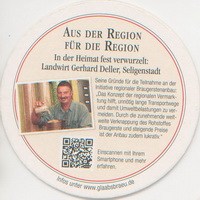 AUS DER REGION
FÜR DIE REGION
In der Heimat fest verwurzelt:
Landwirt Gerhard Deller, Seligenstadt
Seine Gründe für die Teilnahme an der
Initiative regionaler Braugerstenanbau:
"Das Konzept der regionalen Vermark-
tung hilft, unnötig lange Transportwege
und somit Umweltbelastungen zu ver-
meiden. Durch die zunehmende welt-
weite Verknappung des Rohstoffes
Braugerste und steigende Preise
ist der Anbau zudem lukrativ."
Einscannen mit Ihrem
Smartphone und mehr
erfahren.
Infos unter www.glaabsbraeu.de